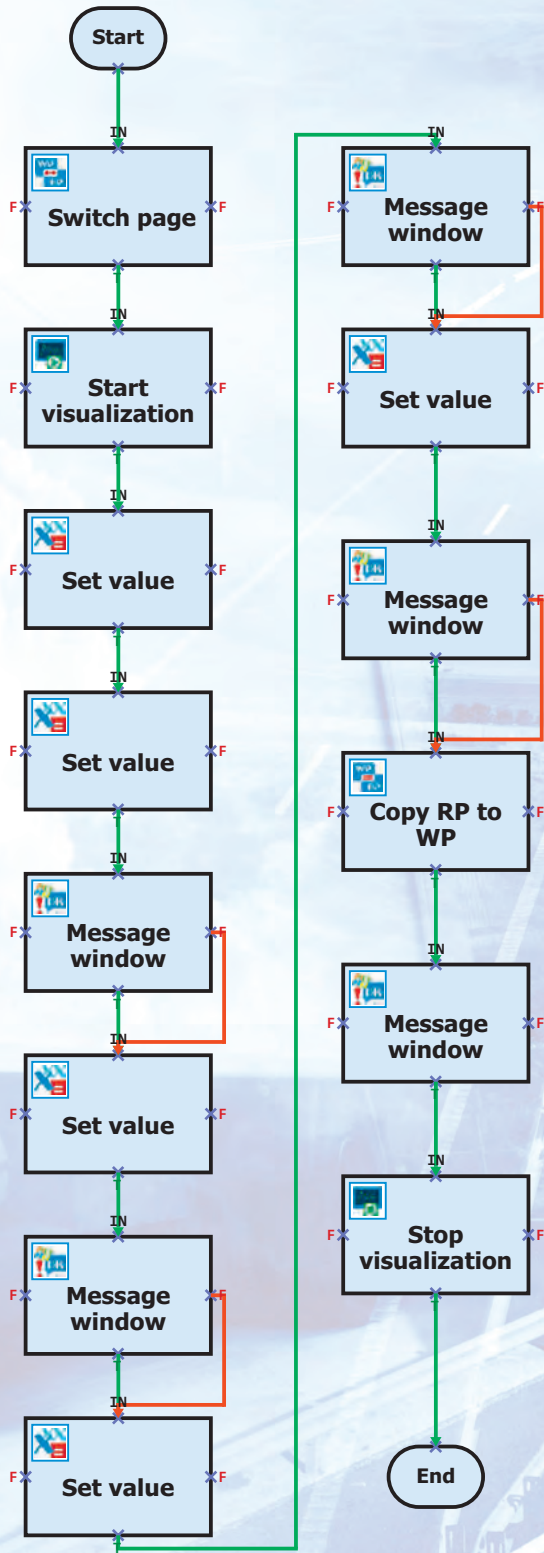 Start
IN
F
F
Switch page
T
IN
F
F
Start
visualization
T
IN
F
F
Set value
T
IN
F
F
Set value
T
IN
F
F
Message
window
T
IN
F
F
Set value
T
IN
F
F
Message
window
T
IN
F
F
Set value
T
IN
F
F
Message
window
T
IN
F
F
Set value
T
IN
F
F
Message
window
T
IN
F
F
Copy RP to
WP
T
IN
F
F
Message
window
T
IN
F
F
Stop
visualization
T
End